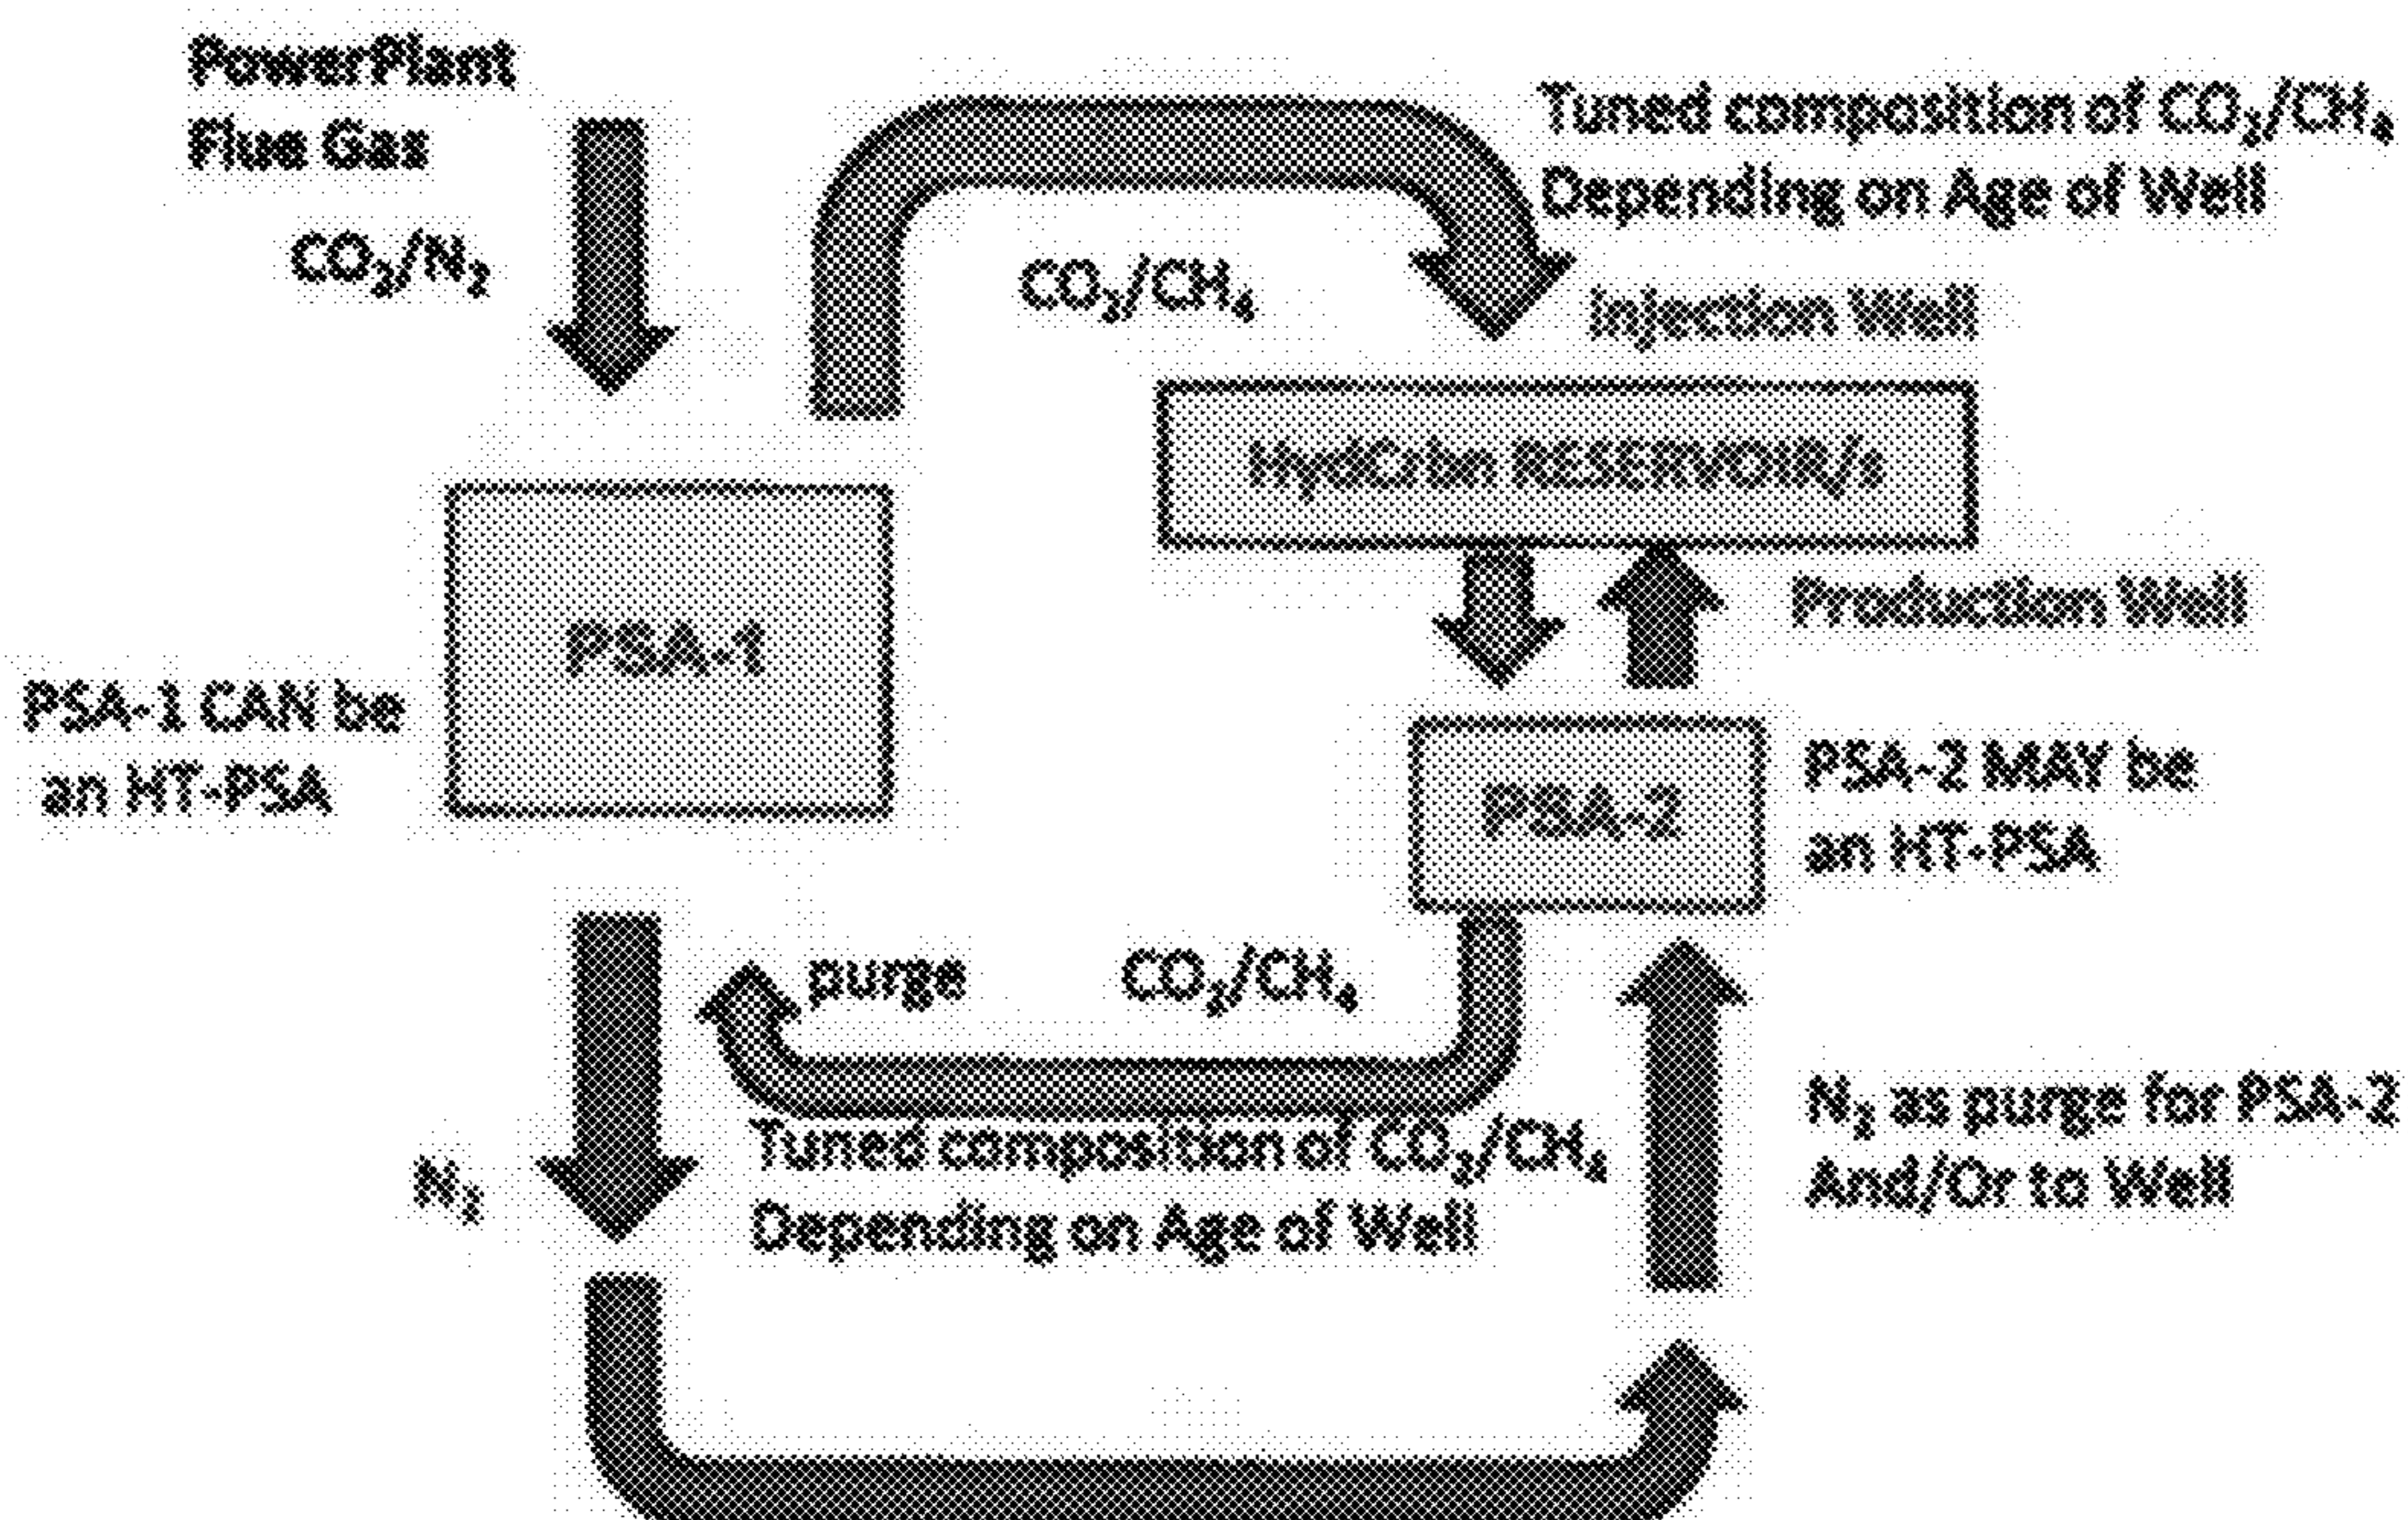 PowerPlant
Flue Gas
CO₂/N₂
Tuned composition of CO₂/CH₄
Depending on Age of Well
CO₂/CH₄
Injection Well
HydCrbn RESERVOIR/s
PSA-1
Production Well
PSA-1 CAN be
an HT-PSA
PSA-2
PSA-2 MAY be
an HT-PSA
purge
CO₂/CH₄
N₂
Tuned composition of CO₂/CH₄
Depending on Age of Well
N₂ as purge for PSA-2
And/Or to Well